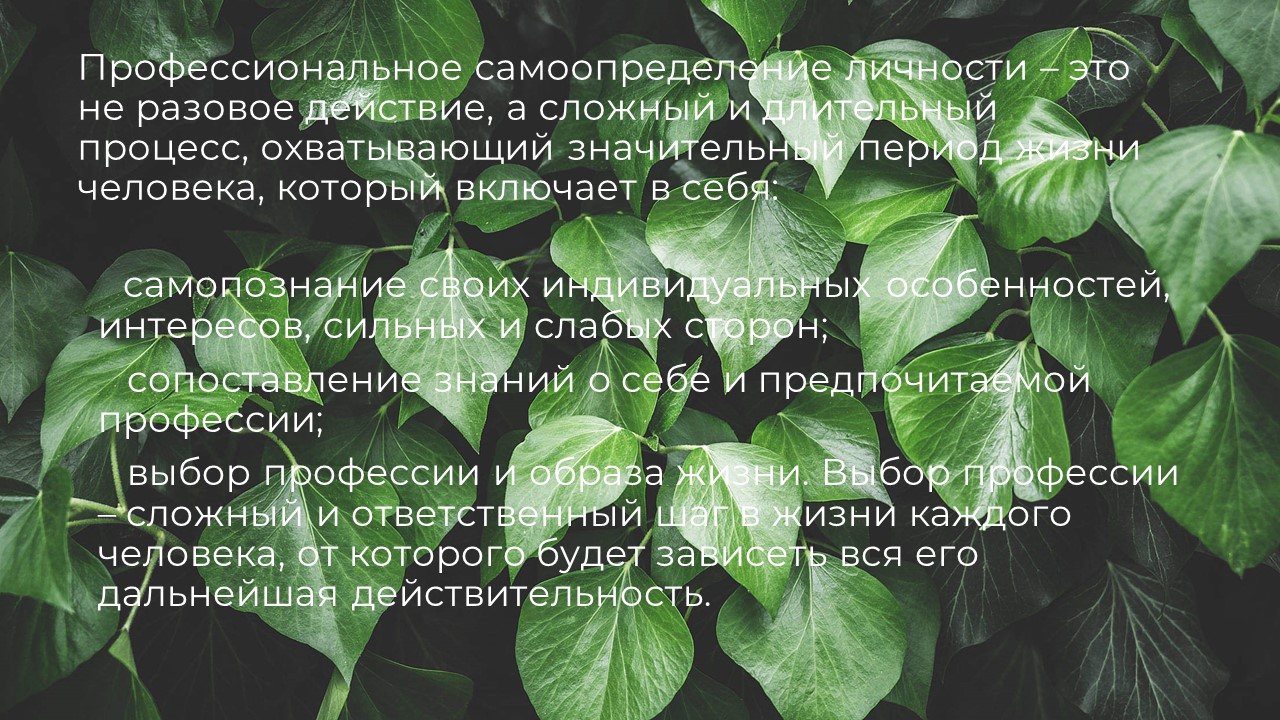 Профессиональное самоопределение личности – это
не разовое действие, а сложный и длительный
процесс, охватывающий значительный период жизни
человека, который включает в себя:
самопознание своих индивидуальных особенностей,
интересов, сильных и слабых сторон;
сопоставление знаний о себе и предпочитаемой
профессии;
выбор профессии и образа жизни. Выбор профессии
– сложный и ответственный шаг в жизни каждого
человека, от которого будет зависеть вся его
дальнейшая действительность.